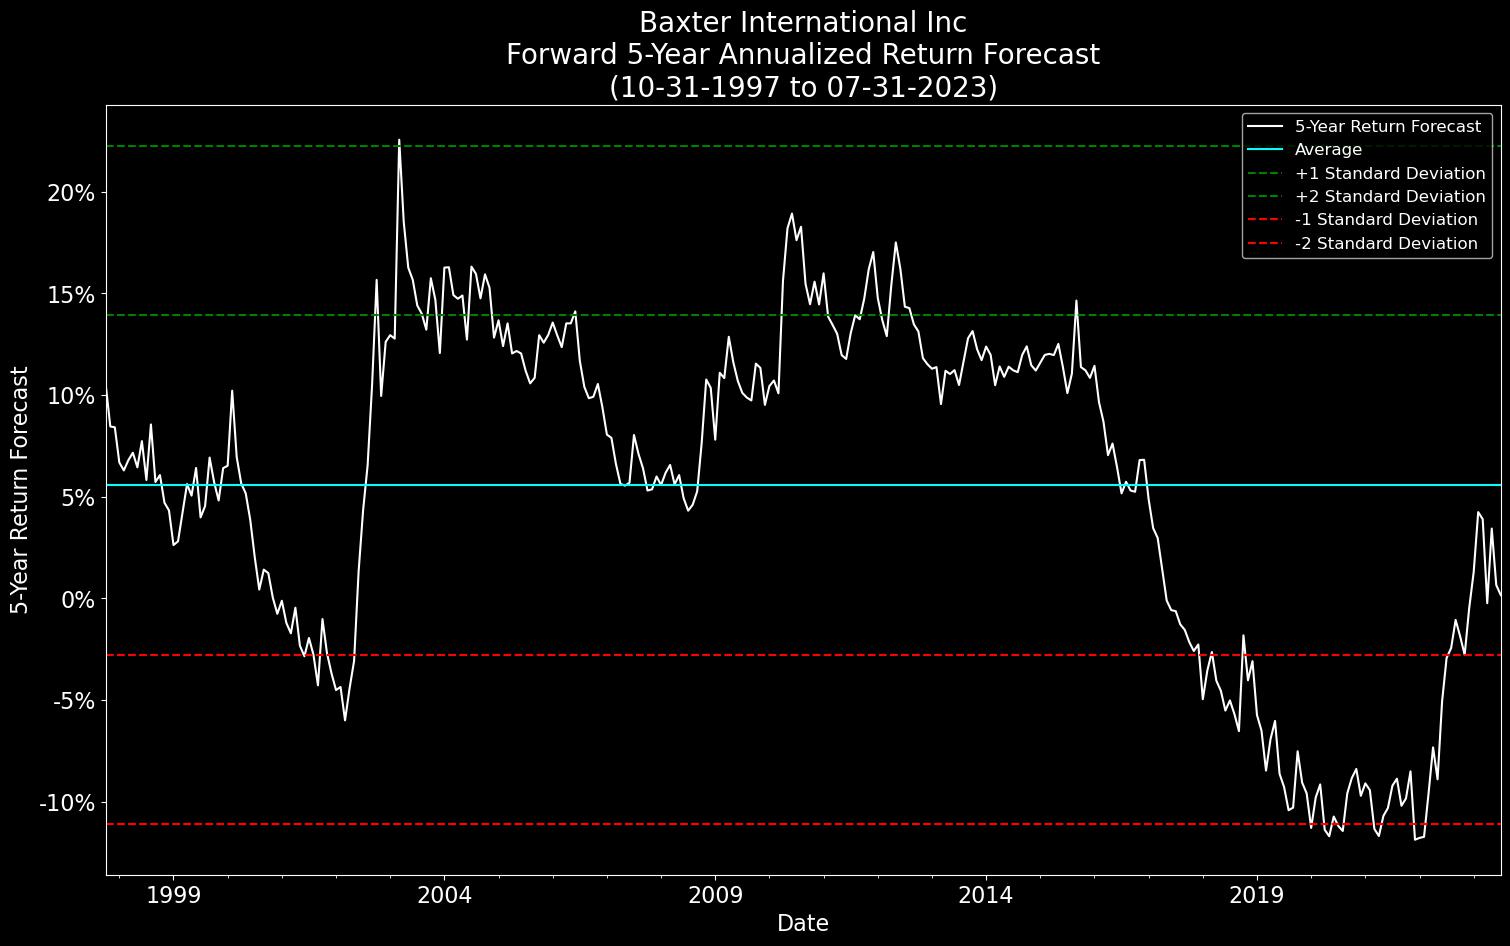 Baxter International Inc
Forward 5-Year Annualized Return Forecast
(10-31-1997 to 07-31-2023)
5-Year Return Forecast
Average
+1 Standard Deviation
+2 Standard Deviation
-1 Standard Deviation
-2 Standard Deviation
5-Year Return Forecast
20%
15%
10%
5%
0%
-5%
-10%
1999
2004
2009
2014
2019
Date